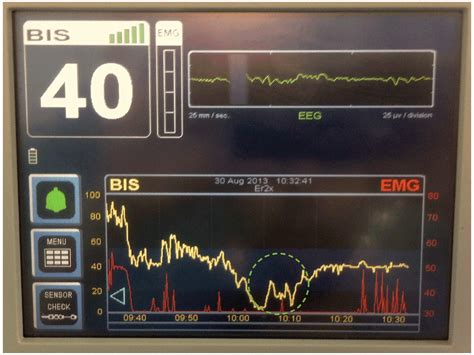 BIS
EMG
40
25 mm / sec.
EEG
25 µv / division
BIS
30 Aug 2013
10:32:41
EMG
Er2x
100
80
60
40
20
0
80
70
60
50
40
30
MENU
SENSOR
CHECK
09:40
09:50
10:00
10:10
10:20
10:30